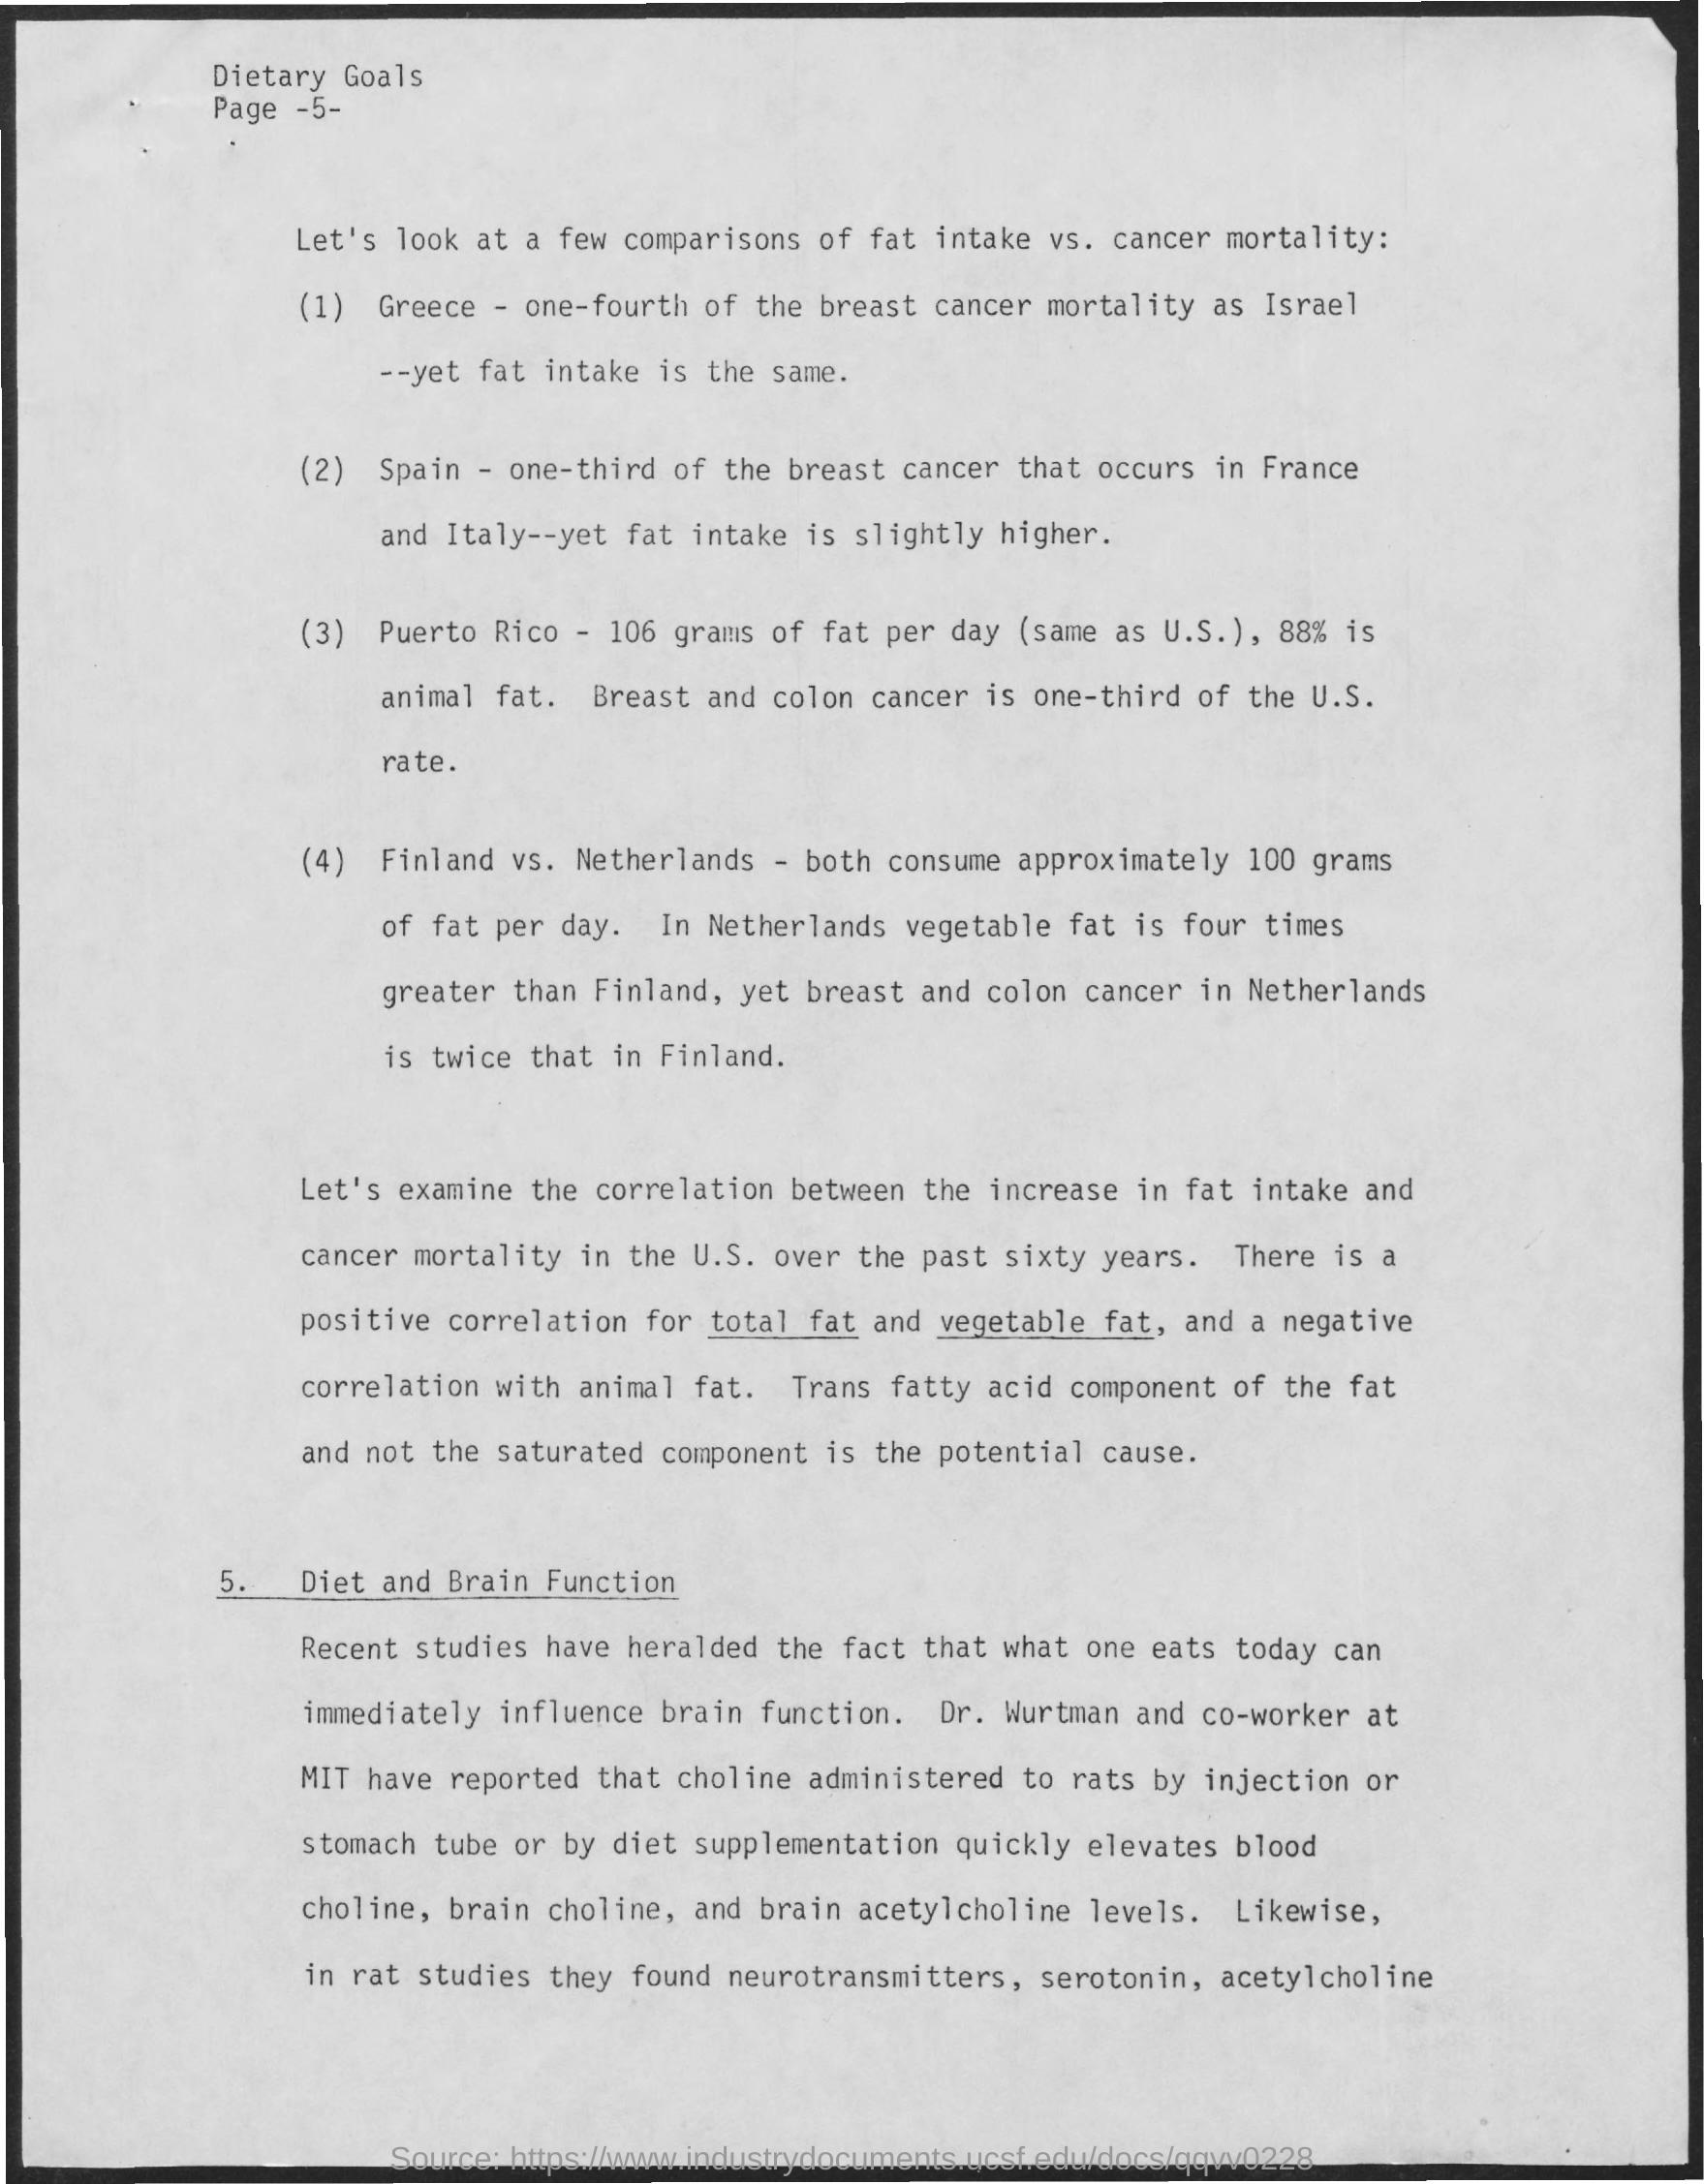 Dietary Goals
Page -5-
Let's look at a few comparisons of fat intake vs. cancer mortality:
(1) Greece - one-fourth of the breast cancer mortality as Israel
--yet fat intake is the same.
(2) Spain - one-third of the breast cancer that occurs in France
and Italy--yet fat intake is slightly higher.
(3) Puerto Rico - 106 grams of fat per day (same as U.S.), 88% is
animal fat. Breast and colon cancer is one-third of the U.S.
rate.
(4) Finland vs. Netherlands - both consume approximately 100 grams
of fat per day. In Netherlands vegetable fat is four times
greater than Finland, yet breast and colon cancer in Netherlands
is twice that in Finland.
Let's examine the correlation between the increase in fat intake and
cancer mortality in the U.S. over the past sixty years. There is a
positive correlation for total fat and vegetable fat, and a negative
correlation with animal fat. Trans fatty acid component of the fat
and not the saturated component is the potential cause.
5. Diet and Brain Function
Recent studies have heralded the fact that what one eats today can
immediately influence brain function. Dr. Wurtman and co-worker at
MIT have reported that choline administered to rats by injection or
stomach tube or by diet supplementation quickly elevates blood
choline, brain choline, and brain acetylcholine levels. Likewise,
in rat studies they found neurotransmitters, serotonin, acetylcholine
Source: https://www.industrydocuments.ucsf.edu/docs/qqvv0228